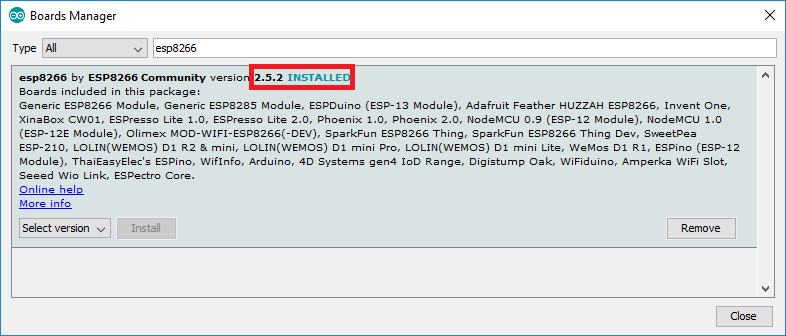 Boards Manager
Type All esp8266
esp8266 by ESP8266 Community version 2.5.2 INSTALLED
Boards included in this package:
Generic ESP8266 Module, Generic ESP8285 Module, ESPDuino (ESP-13 Module), Adafruit Feather HUZZAH ESP8266, Invent One,
XinaBox CW01, ESPresso Lite 1.0, ESPresso Lite 2.0, Phoenix 1.0, Phoenix 2.0, NodeMCU 0.9 (ESP-12 Module), NodeMCU 1.0
(ESP-12E Module), Olimex MOD-WIFI-ESP8266(-DEV), SparkFun ESP8266 Thing, SparkFun ESP8266 Thing Dev, SweetPea
ESP-210, LOLIN(WEMOS) D1 R2 & mini, LOLIN(WEMOS) D1 mini Pro, LOLIN(WEMOS) D1 mini Lite, WeMos D1 R1, ESPino (ESP-12
Module), ThaiEasyElec's ESPino, WifInfo, Arduino, 4D Systems gen4 IoD Range, Digistump Oak, WiFiduino, Amperka WiFi Slot,
Seeed Wio Link, ESPectro Core.
Online help
More info
Select version Install Remove
Close